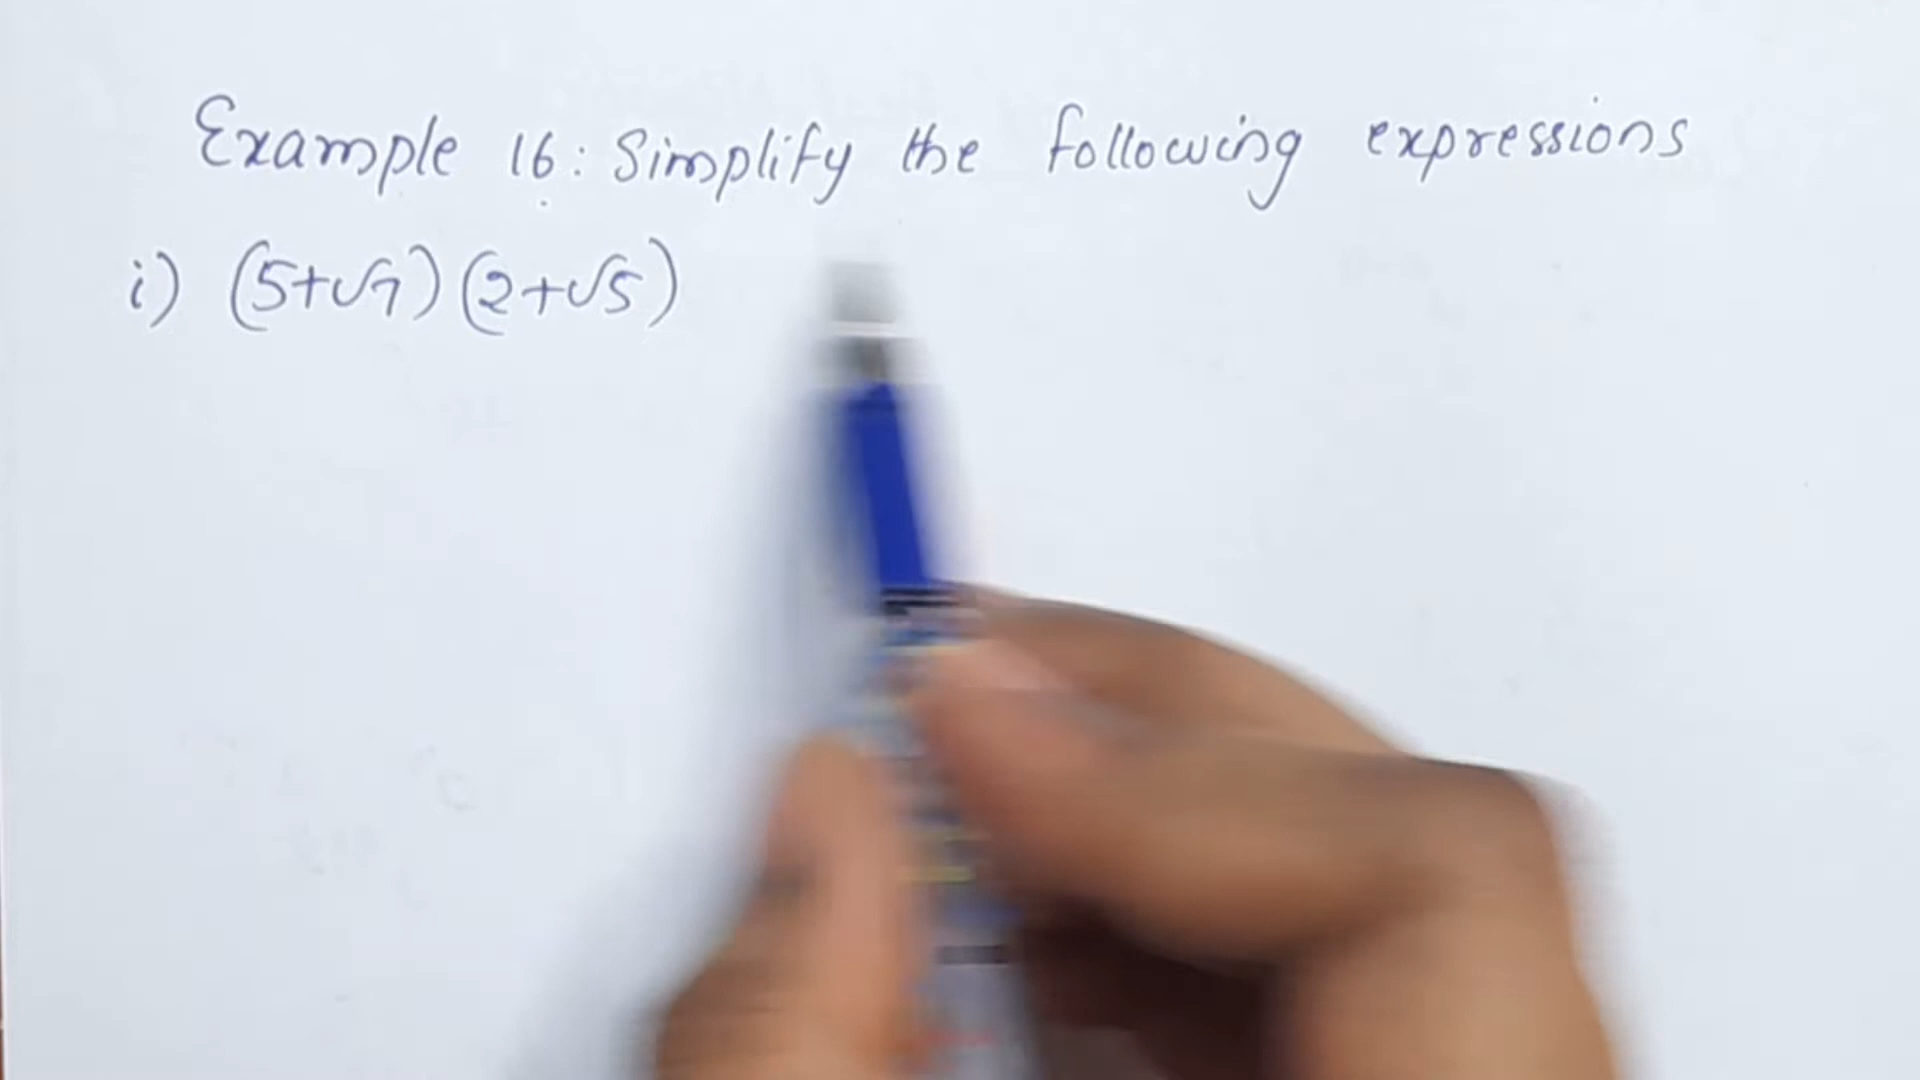 Example 16: Simplify the following expressions
i) (5+√7)(2+√5)